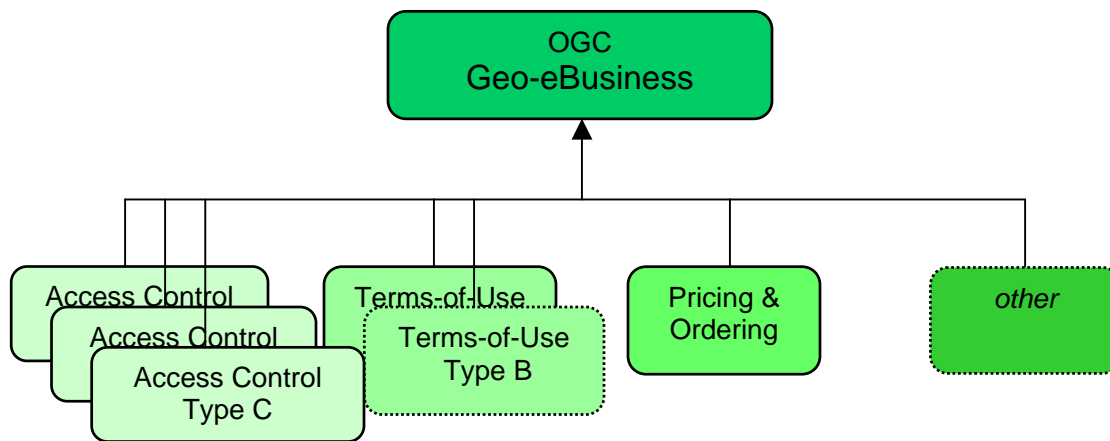 OGC
Geo-eBusiness
Access Control
Access Control
Access Control
Type C
Terms-of-Use
Terms-of-Use
Type B
Pricing &
Ordering
other